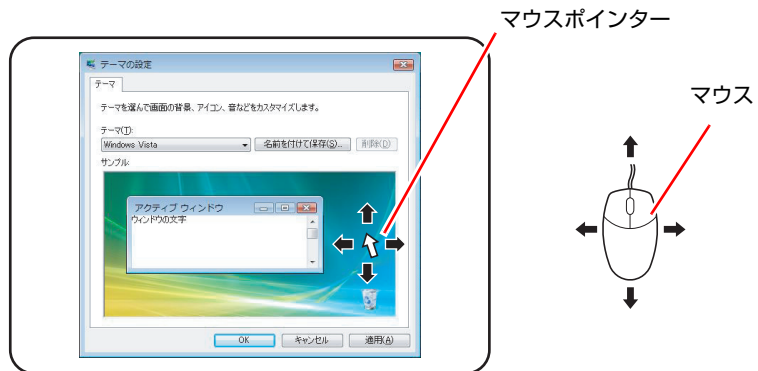 マウスポインター
テーマの設定
テーマ
テーマを選んで画面の背景、アイコン、音などをカスタマイズします。
テーマ(T):
Windows Vista
名前を付けて保存(S)...
削除(D)
サンプル:
アクティブ ウィンドウ
ウィンドウの文字
OK
キャンセル
適用(A)
マウス